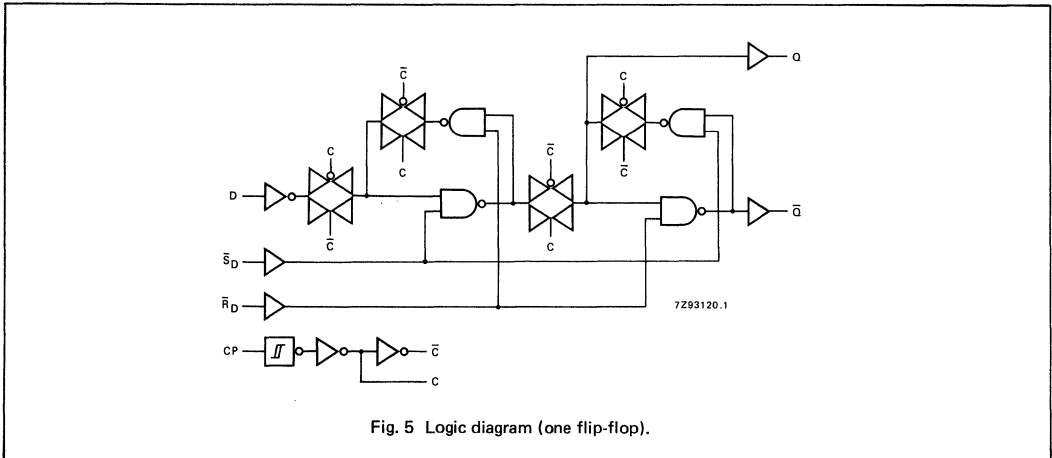 C̅
C
Q
C
C
C̅
C̅
D
Q̅
C̅
C
S̅D
R̅D
7Z93120.1
CP
C̅
C
Fig. 5 Logic diagram (one flip-flop).